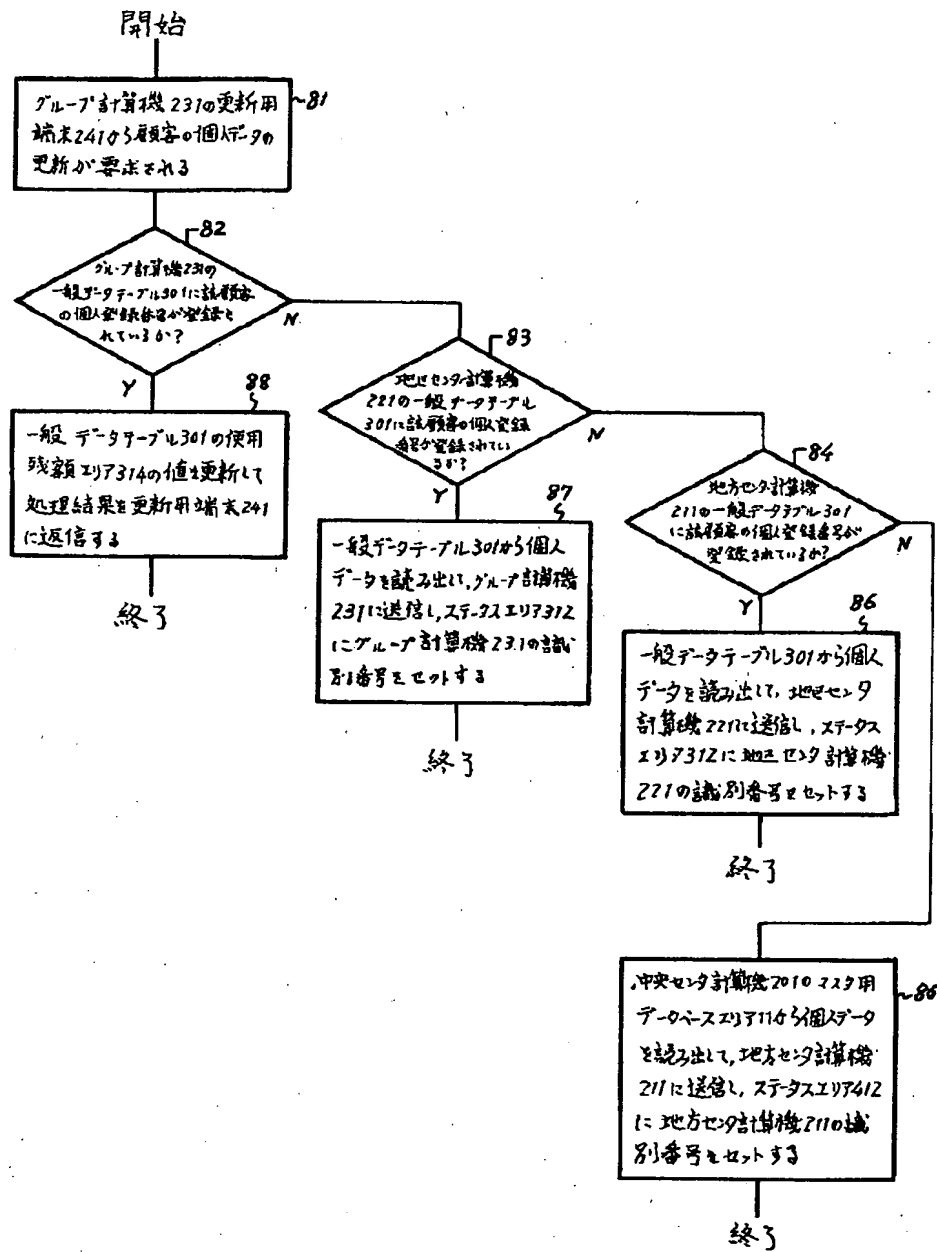 開始
グループ計算機231の更新用
端末241から顧客の個人データの
更新が要求される
81
82
グループ計算機231の
一般データテーブル301に該顧客
の個人登録番号が登録さ
れているか?
N
Y
83
地区センタ計算機
221の一般データテーブル
301に該顧客の個人登録
番号が登録されてい
るか?
N
Y
84
地方センタ計算機
211の一般データテーブル301
に該顧客の個人登録番号が
登録されているか?
N
Y
88
一般データテーブル301の使用
残額エリア314の値を更新して
処理結果を更新用端末241
に返信する
終了
87
一般データテーブル301から個人
データを読み出して,グループ計算機
231に送信し,ステータスエリア312
にグループ計算機231の識
別番号をセットする
終了
86
一般データテーブル301から個人
データを読み出して,地区センタ
計算機221に送信し,ステータス
エリア312に地区センタ計算機
221の識別番号をセットする
終了
中央センタ計算機201のマスタ用
データベースエリア11から個人データ
を読み出して,地方センタ計算機
211に送信し,ステータスエリア412
に地方センタ計算機211の識
別番号をセットする
終了